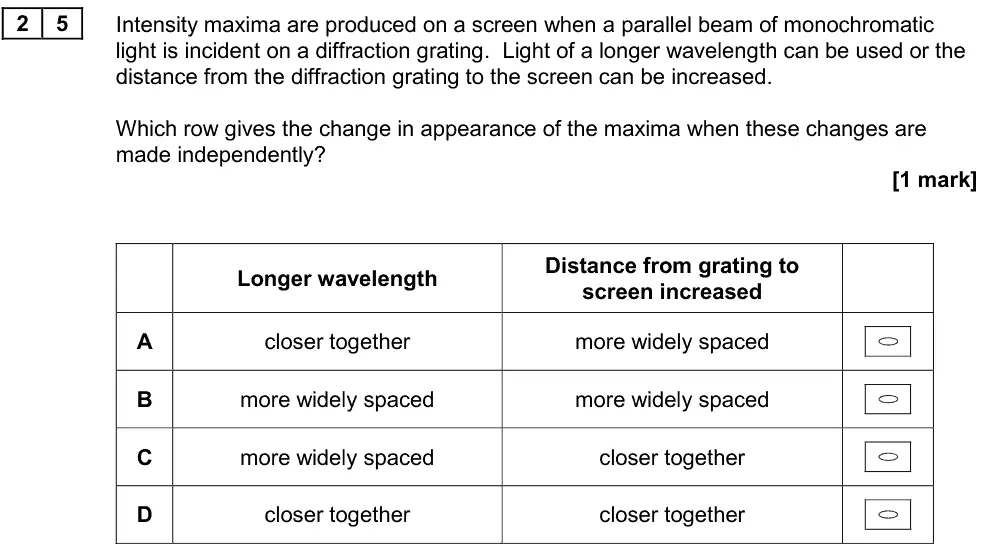 2 5 Intensity maxima are produced on a screen when a parallel beam of monochromatic
light is incident on a diffraction grating. Light of a longer wavelength can be used or the
distance from the diffraction grating to the screen can be increased.
Which row gives the change in appearance of the maxima when these changes are
made independently?
[1 mark]
Longer wavelength Distance from grating to
screen increased
A closer together more widely spaced
B more widely spaced more widely spaced
C more widely spaced closer together
D closer together closer together